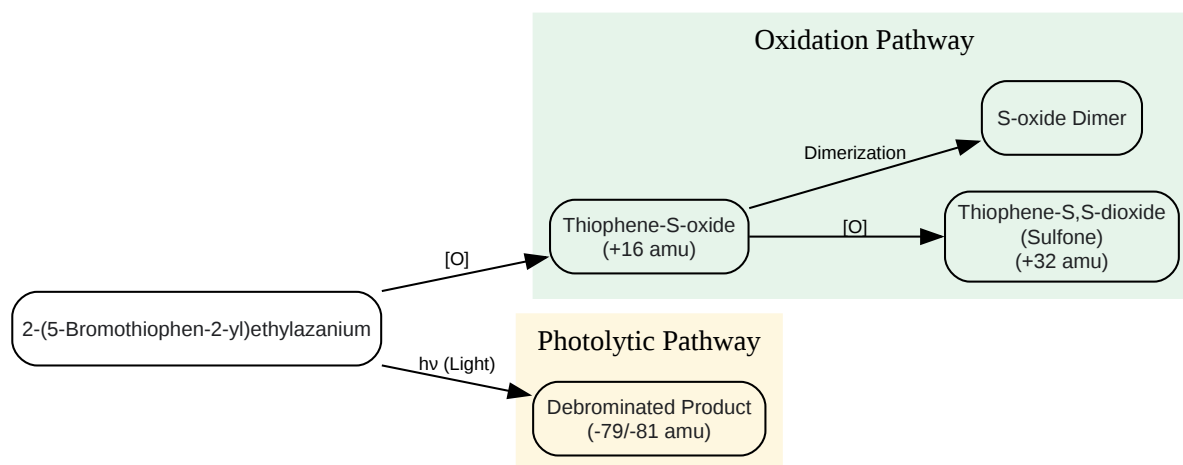 Oxidation Pathway
S-oxide Dimer
Dimerization
Thiophene-S-oxide
(+16 amu)
[O]
Thiophene-S,S-dioxide
(Sulfone)
(+32 amu)
[O]
2-(5-Bromothiophen-2-yl)ethylazanium
Photolytic Pathway
hν (Light)
Debrominated Product
(-79/-81 amu)